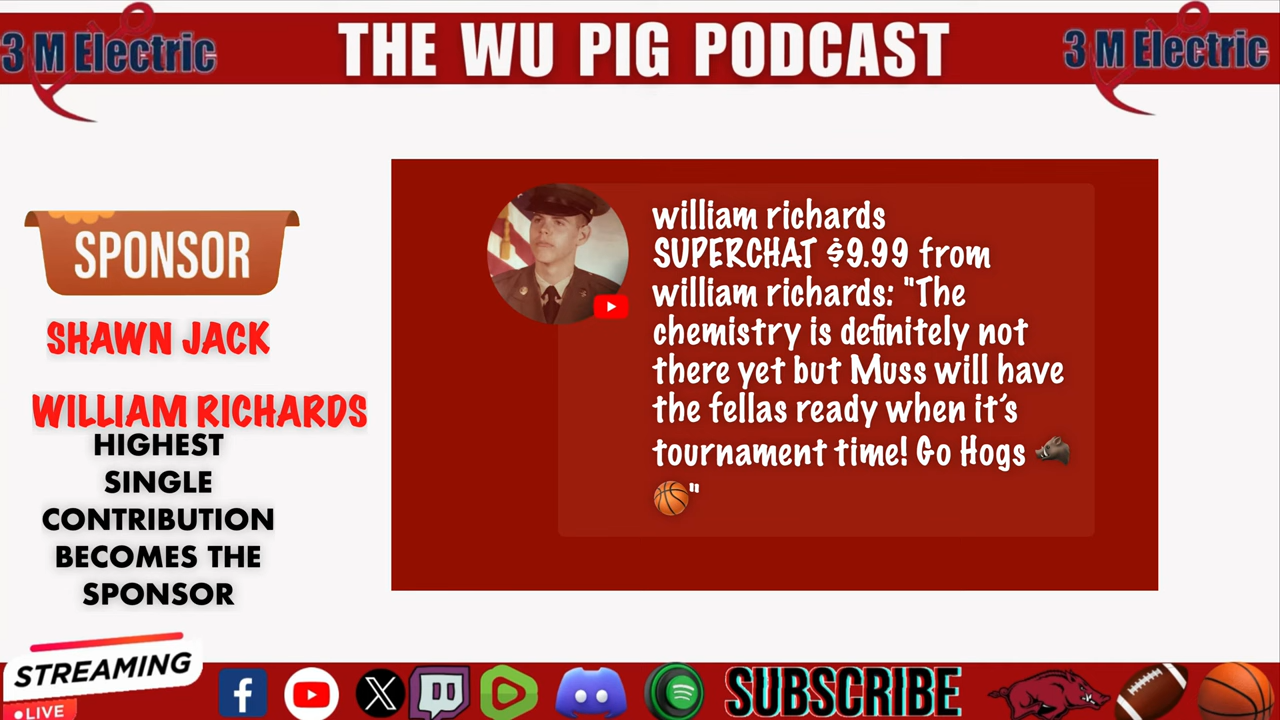 3 M Electric
THE WU PIG PODCAST
3 M Electric
SPONSOR
SHAWN JACK
WILLIAM RICHARDS
HIGHEST
SINGLE
CONTRIBUTION
BECOMES THE
SPONSOR
william richards
SUPERCHAT $9.99 from
william richards: "The
chemistry is definitely not
there yet but Muss will have
the fellas ready when it's
tournament time! Go Hogs 🐗
🏀"
STREAMING
LIVE
SUBSCRIBE